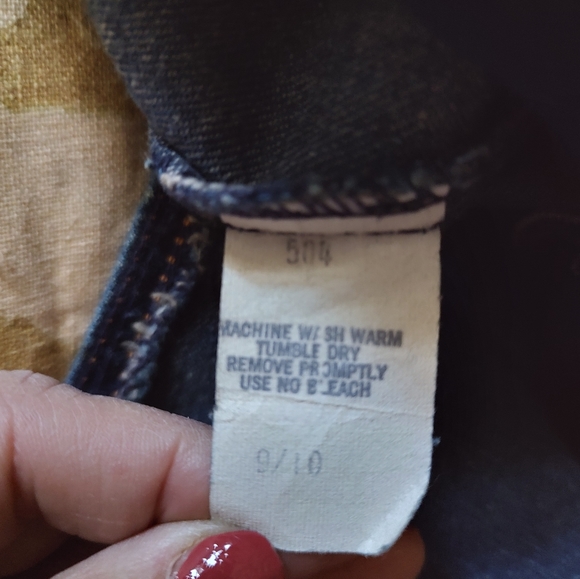 504
MACHINE WASH WARM
TUMBLE DRY
REMOVE PROMPTLY
USE NO BLEACH
9/10